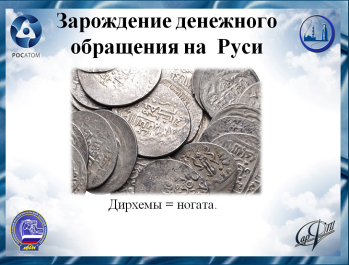 Зарождение денежного
обращения на Руси
РОСАТОМ
Дирхемы = ногата.